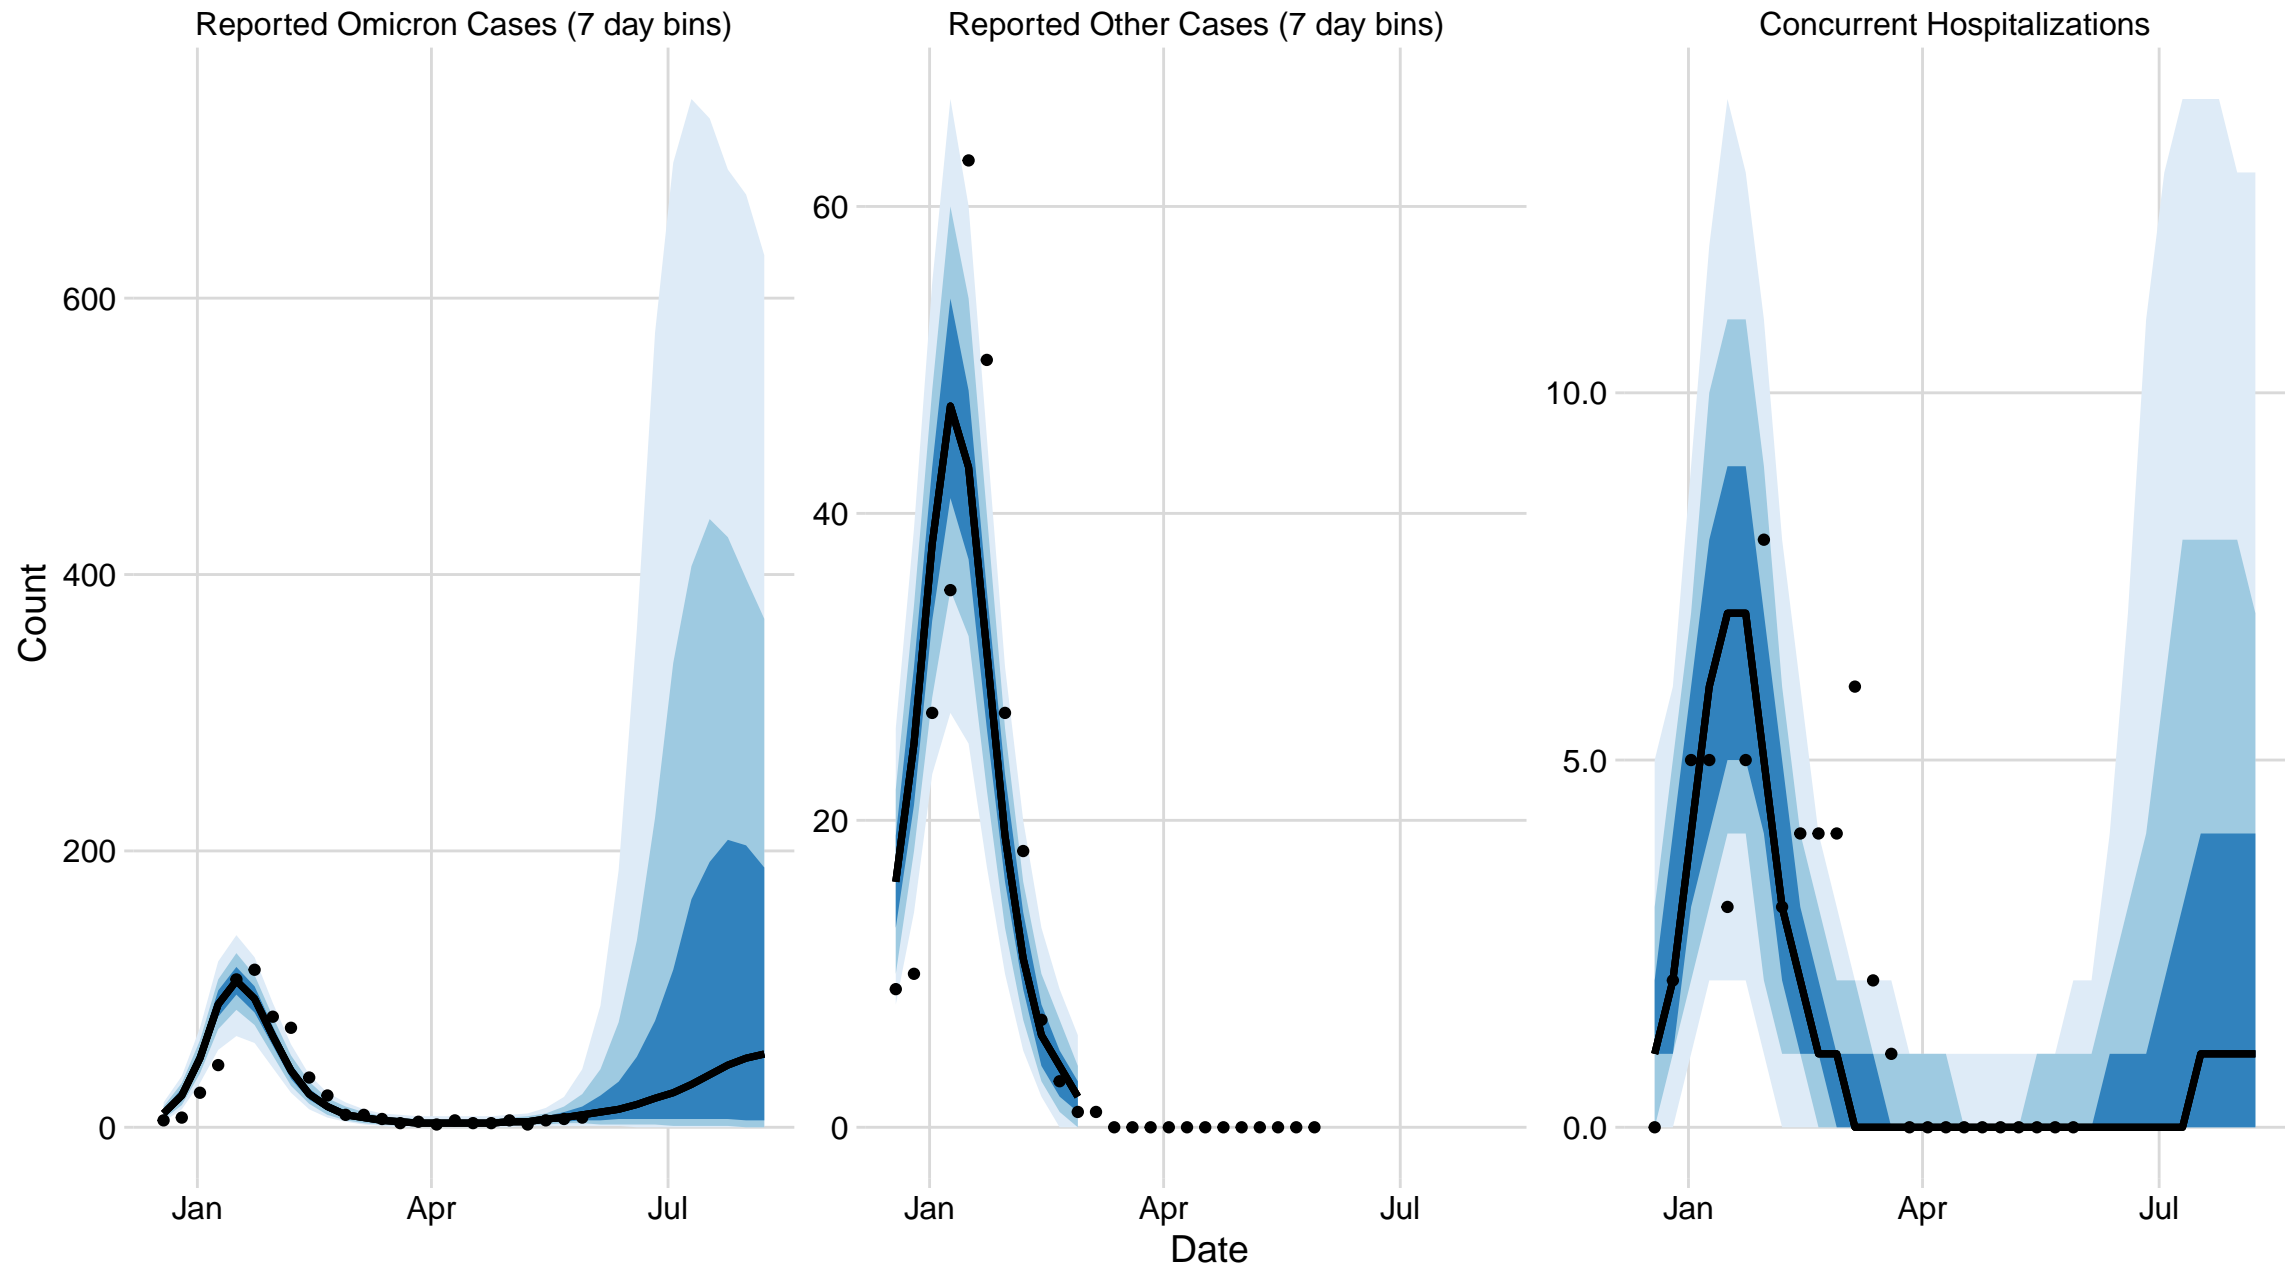 Reported Omicron Cases (7 day bins)
Reported Other Cases (7 day bins)
Concurrent Hospitalizations
Count
600
400
200
0
60
40
20
0
10.0
5.0
0.0
Jan Apr Jul
Jan Apr Jul
Jan Apr Jul
Date